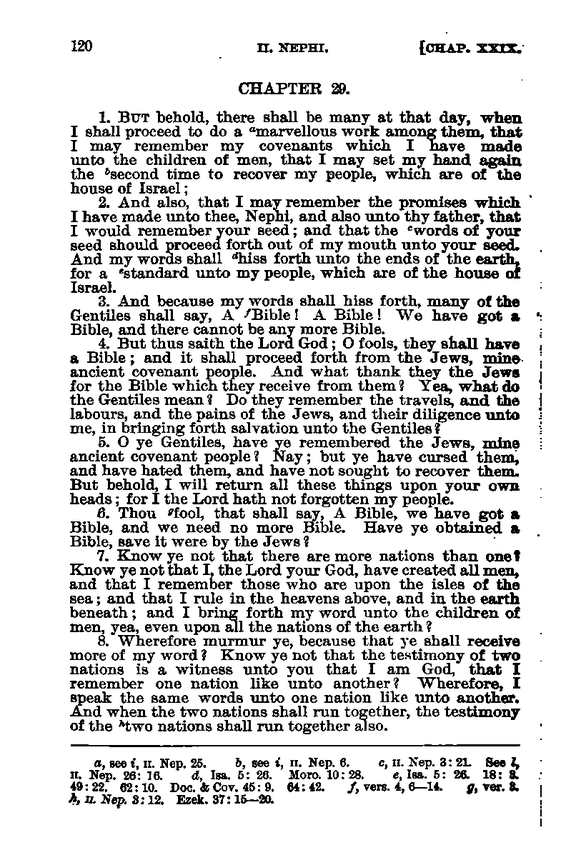 120 II. NEPHI. [CHAP. XXIX.
CHAPTER 29.
1. BUT behold, there shall be many at that day, when
I shall proceed to do a ᵃmarvellous work among them, that
I may remember my covenants which I have made
unto the children of men, that I may set my hand again
the ᵇsecond time to recover my people, which are of the
house of Israel;
2. And also, that I may remember the promises which
I have made unto thee, Nephi, and also unto thy father, that
I would remember your seed; and that the ᶜwords of your
seed should proceed forth out of my mouth unto your seed.
And my words shall ᵈhiss forth unto the ends of the earth,
for a ᵉstandard unto my people, which are of the house of
Israel.
3. And because my words shall hiss forth, many of the
Gentiles shall say, A ᶠBible! A Bible! We have got a
Bible, and there cannot be any more Bible.
4. But thus saith the Lord God; O fools, they shall have
a Bible; and it shall proceed forth from the Jews, mine
ancient covenant people. And what thank they the Jews
for the Bible which they receive from them? Yea, what do
the Gentiles mean? Do they remember the travels, and the
labours, and the pains of the Jews, and their diligence unto
me, in bringing forth salvation unto the Gentiles?
5. O ye Gentiles, have ye remembered the Jews, mine
ancient covenant people? Nay; but ye have cursed them,
and have hated them, and have not sought to recover them.
But behold, I will return all these things upon your own
heads; for I the Lord hath not forgotten my people.
6. Thou ᵍfool, that shall say, A Bible, we have got a
Bible, and we need no more Bible. Have ye obtained a
Bible, save it were by the Jews?
7. Know ye not that there are more nations than one?
Know ye not that I, the Lord your God, have created all men,
and that I remember those who are upon the isles of the
sea; and that I rule in the heavens above, and in the earth
beneath; and I bring forth my word unto the children of
men, yea, even upon all the nations of the earth?
8. Wherefore murmur ye, because that ye shall receive
more of my word? Know ye not that the testimony of two
nations is a witness unto you that I am God, that I
remember one nation like unto another? Wherefore, I
speak the same words unto one nation like unto another.
And when the two nations shall run together, the testimony
of the ʰtwo nations shall run together also.
a, see i, II. Nep. 25. b, see i, II. Nep. 6. c, II. Nep. 3: 21. See l,
II. Nep. 26: 16. d, Isa. 5: 26. Moro. 10: 28. e, Isa. 5: 26. 18: 3.
49: 22. 62: 10. Doc. & Cov. 45: 9. 64: 42. f, vers. 4, 6—14. g, ver. 3.
h, II. Nep. 3: 12. Ezek. 37: 15—20.